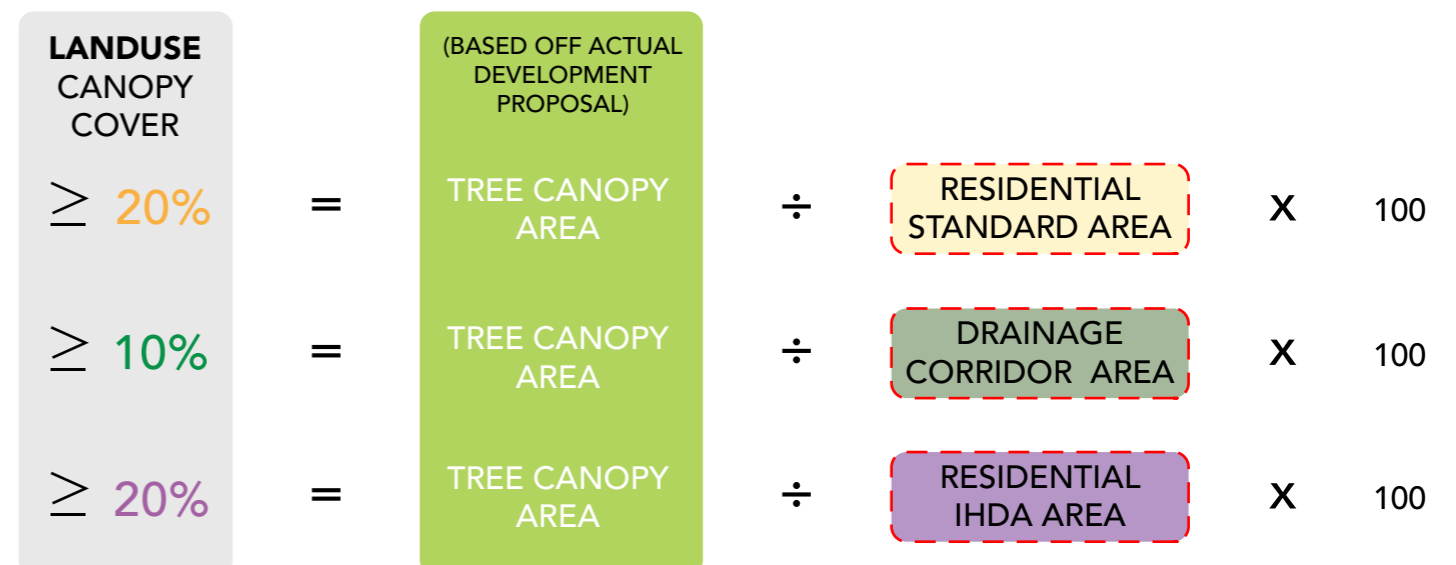 LANDUSE
CANOPY
COVER
(BASED OFF ACTUAL
DEVELOPMENT
PROPOSAL)
≥ 20% = TREE CANOPY
AREA ÷ RESIDENTIAL
STANDARD AREA X 100
≥ 10% = TREE CANOPY
AREA ÷ DRAINAGE
CORRIDOR AREA X 100
≥ 20% = TREE CANOPY
AREA ÷ RESIDENTIAL
IHDA AREA X 100